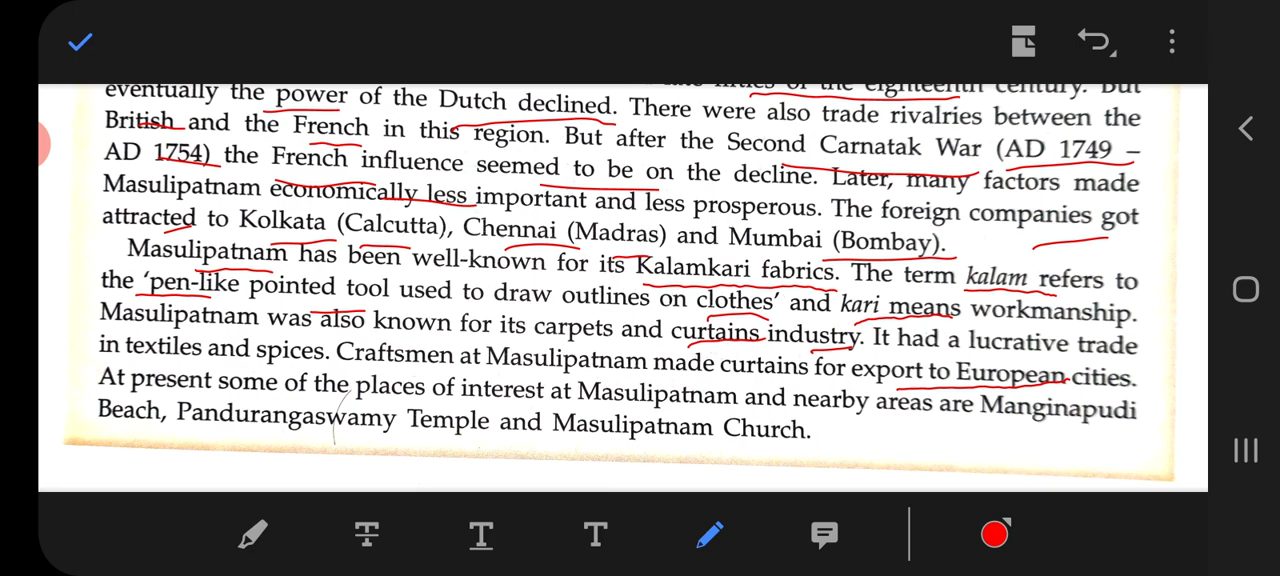 eventually the power of the Dutch declined. There were also trade rivalries between the
British and the French in this region. But after the Second Carnatak War (AD 1749 –
AD 1754) the French influence seemed to be on the decline. Later, many factors made
Masulipatnam economically less important and less prosperous. The foreign companies got
attracted to Kolkata (Calcutta), Chennai (Madras) and Mumbai (Bombay).
Masulipatnam has been well-known for its Kalamkari fabrics. The term kalam refers to
the ‘pen-like pointed tool used to draw outlines on clothes’ and kari means workmanship.
Masulipatnam was also known for its carpets and curtains industry. It had a lucrative trade
in textiles and spices. Craftsmen at Masulipatnam made curtains for export to European cities.
At present some of the places of interest at Masulipatnam and nearby areas are Manginapudi
Beach, Pandurangaswamy Temple and Masulipatnam Church.